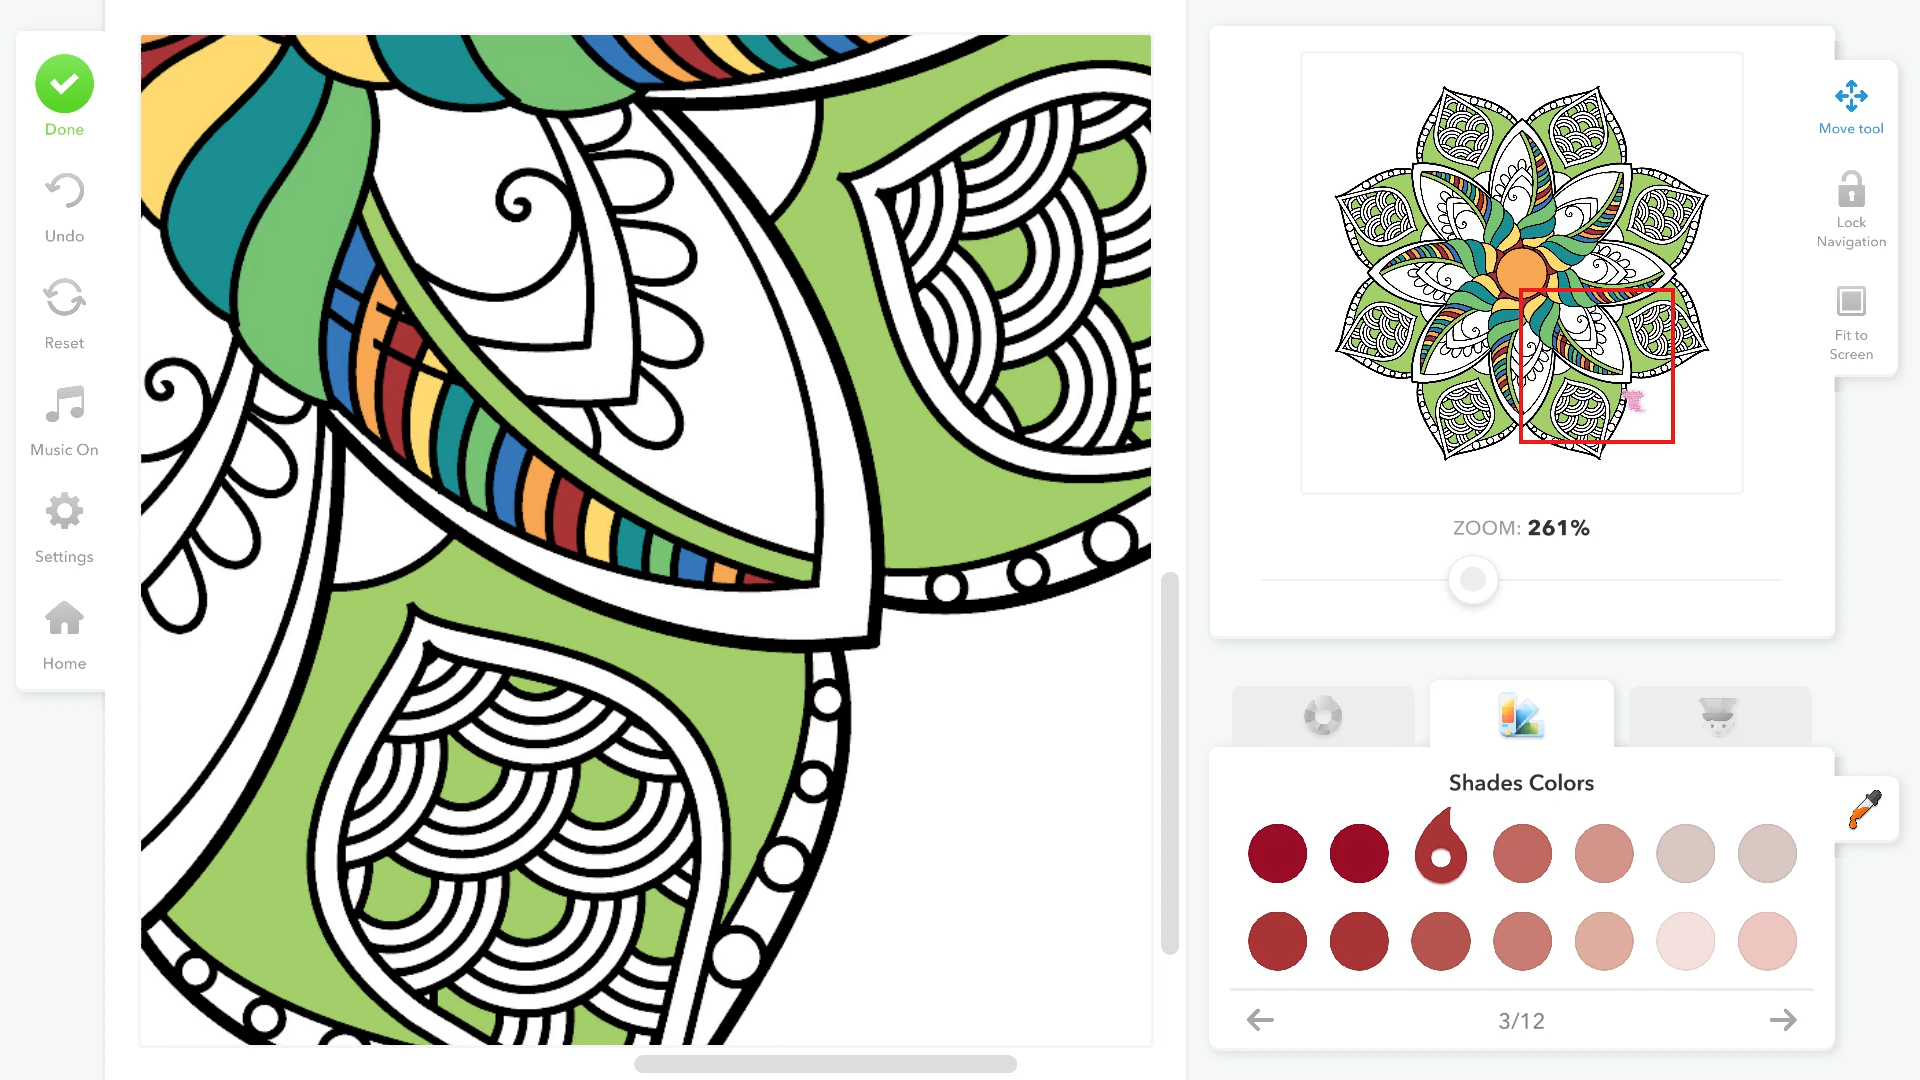 Done
Undo
Reset
Music On
Settings
Home
Move tool
Lock
Navigation
Fit to
Screen
ZOOM: 261%
Shades Colors
3/12